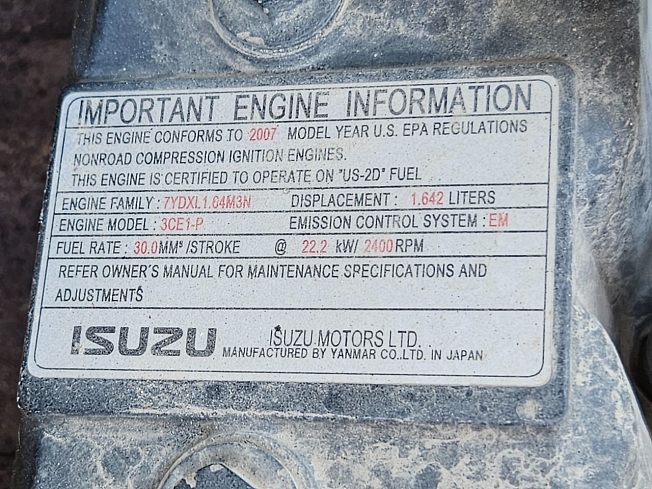 IMPORTANT ENGINE INFORMATION
THIS ENGINE CONFORMS TO 2007 MODEL YEAR U.S. EPA REGULATIONS
NONROAD COMPRESSION IGNITION ENGINES.
THIS ENGINE IS CERTIFIED TO OPERATE ON "US-2D" FUEL
ENGINE FAMILY : 7YDXL1.64M3N DISPLACEMENT : 1.642 LITERS
ENGINE MODEL : 3CE1-P EMISSION CONTROL SYSTEM : EM
FUEL RATE : 30.0MM³/STROKE @ 22.2 kW/ 2400RPM
REFER OWNER'S MANUAL FOR MAINTENANCE SPECIFICATIONS AND
ADJUSTMENTS
ISUZU ISUZU MOTORS LTD.
MANUFACTURED BY YANMAR CO.,LTD. IN JAPAN